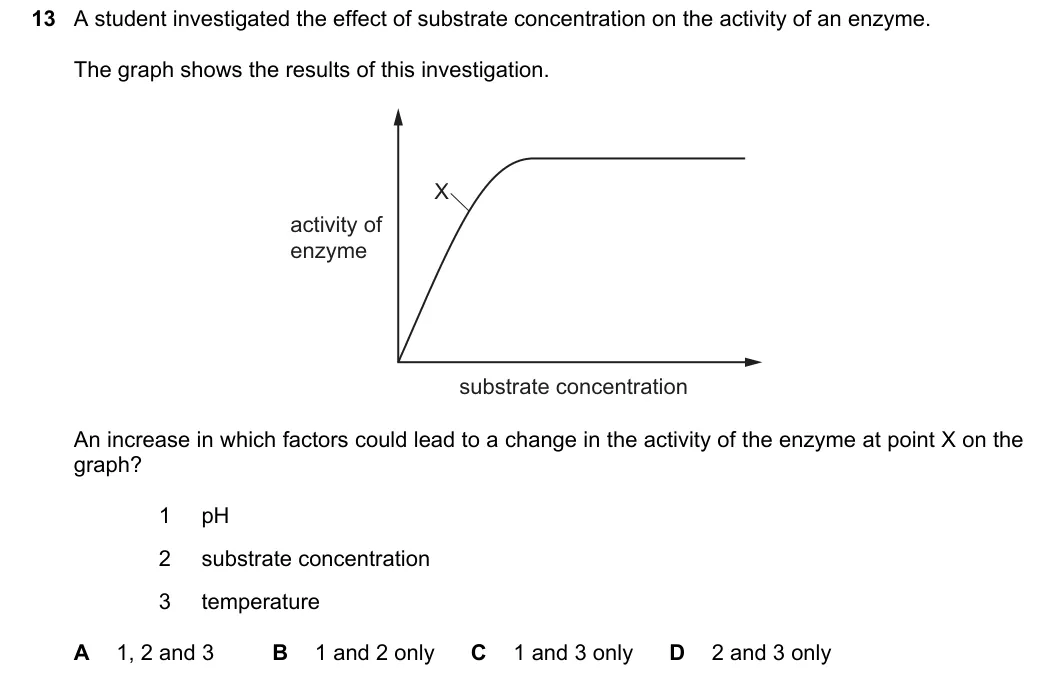 13 A student investigated the effect of substrate concentration on the activity of an enzyme.
The graph shows the results of this investigation.
X
activity of
enzyme
substrate concentration
An increase in which factors could lead to a change in the activity of the enzyme at point X on the
graph?
1 pH
2 substrate concentration
3 temperature
A 1, 2 and 3 B 1 and 2 only C 1 and 3 only D 2 and 3 only